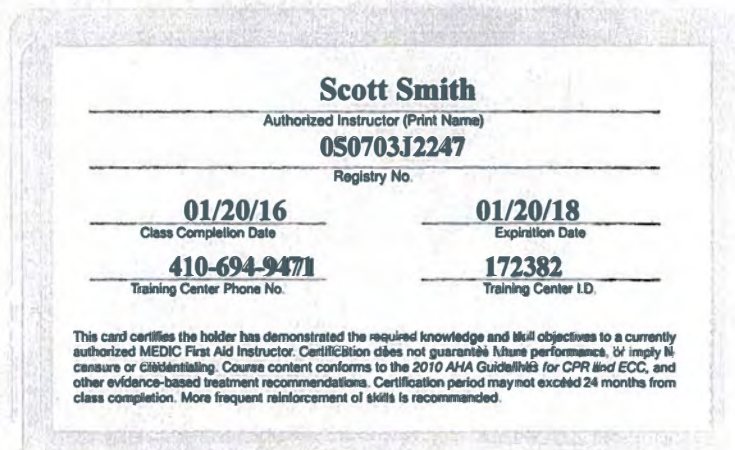 Scott Smith
Authorized Instructor (Print Name)
0S0703J2247
Registry No.
01/20/16 01/20/18
Class Completion Date Expiration Date
410-694-9471 172382
Training Center Phone No. Training Center I.D.
This card certifies the holder has demonstrated the required knowledge and skill objectives to a currently
authorized MEDIC First Aid Instructor. Certification does not guarantee future performance, or imply li
censure or credentialing. Course content conforms to the 2010 AHA Guidelines for CPR and ECC, and
other evidence-based treatment recommendations. Certification period may not exceed 24 months from
class completion. More frequent reinforcement of skills is recommended.